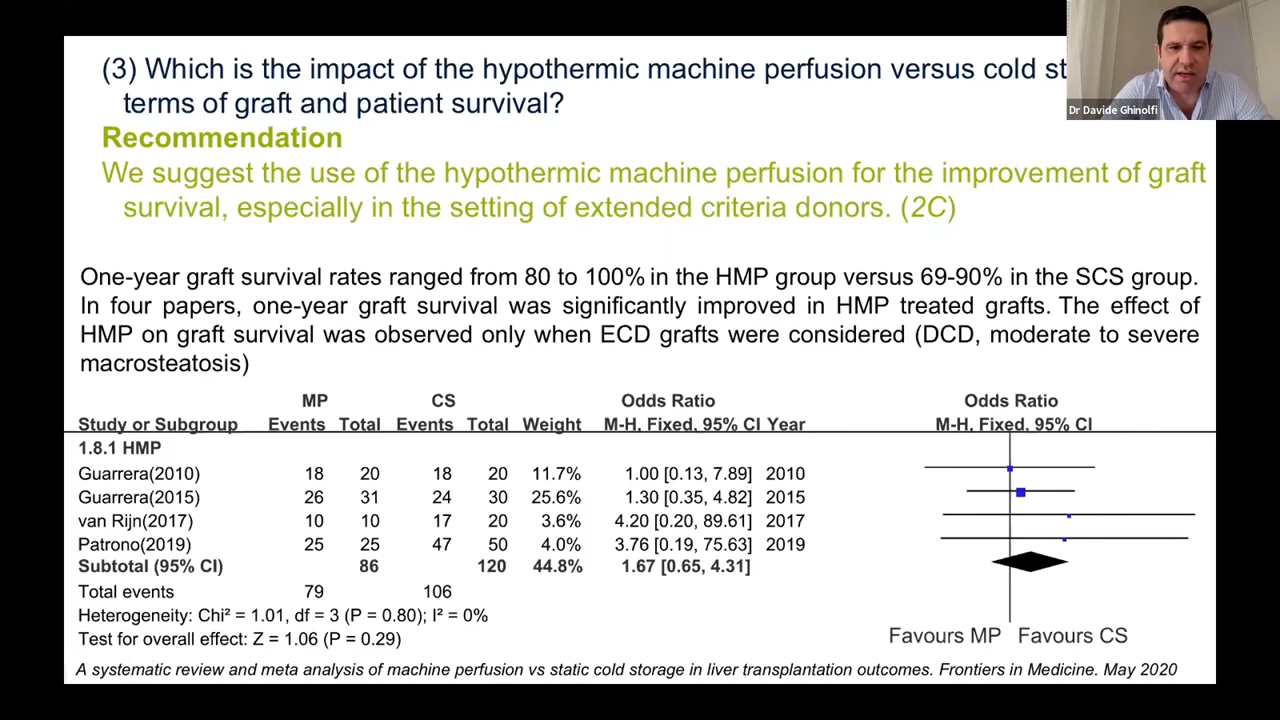 (3) Which is the impact of the hypothermic machine perfusion versus cold st
terms of graft and patient survival?
Dr Davide Ghinolfi
Recommendation
We suggest the use of the hypothermic machine perfusion for the improvement of graft
survival, especially in the setting of extended criteria donors. (2C)
One-year graft survival rates ranged from 80 to 100% in the HMP group versus 69-90% in the SCS group.
In four papers, one-year graft survival was significantly improved in HMP treated grafts. The effect of
HMP on graft survival was observed only when ECD grafts were considered (DCD, moderate to severe
macrosteatosis)
MP CS Odds Ratio Odds Ratio
Study or Subgroup Events Total Events Total Weight M-H, Fixed, 95% CI Year M-H, Fixed, 95% CI
1.8.1 HMP
Guarrera(2010) 18 20 18 20 11.7% 1.00 [0.13, 7.89] 2010
Guarrera(2015) 26 31 24 30 25.6% 1.30 [0.35, 4.82] 2015
van Rijn(2017) 10 10 17 20 3.6% 4.20 [0.20, 89.61] 2017
Patrono(2019) 25 25 47 50 4.0% 3.76 [0.19, 75.63] 2019
Subtotal (95% CI) 86 120 44.8% 1.67 [0.65, 4.31]
Total events 79 106
Heterogeneity: Chi² = 1.01, df = 3 (P = 0.80); I² = 0%
Test for overall effect: Z = 1.06 (P = 0.29)
Favours MP Favours CS
A systematic review and meta analysis of machine perfusion vs static cold storage in liver transplantation outcomes. Frontiers in Medicine. May 2020